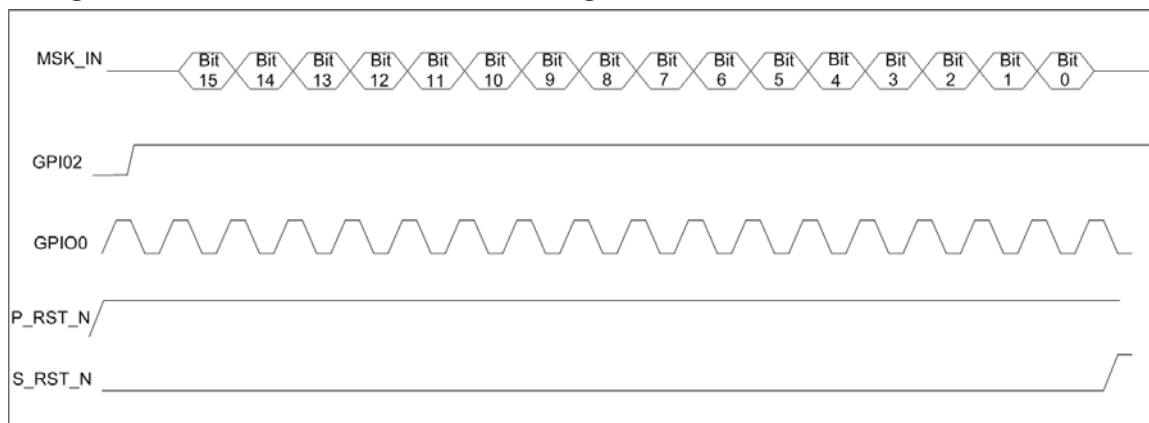 MSK_IN Bit Bit Bit Bit Bit Bit Bit Bit Bit Bit Bit Bit Bit Bit Bit Bit
15 14 13 12 11 10 9 8 7 6 5 4 3 2 1 0
GPI02
GPIO0
P_RST_N
S_RST_N